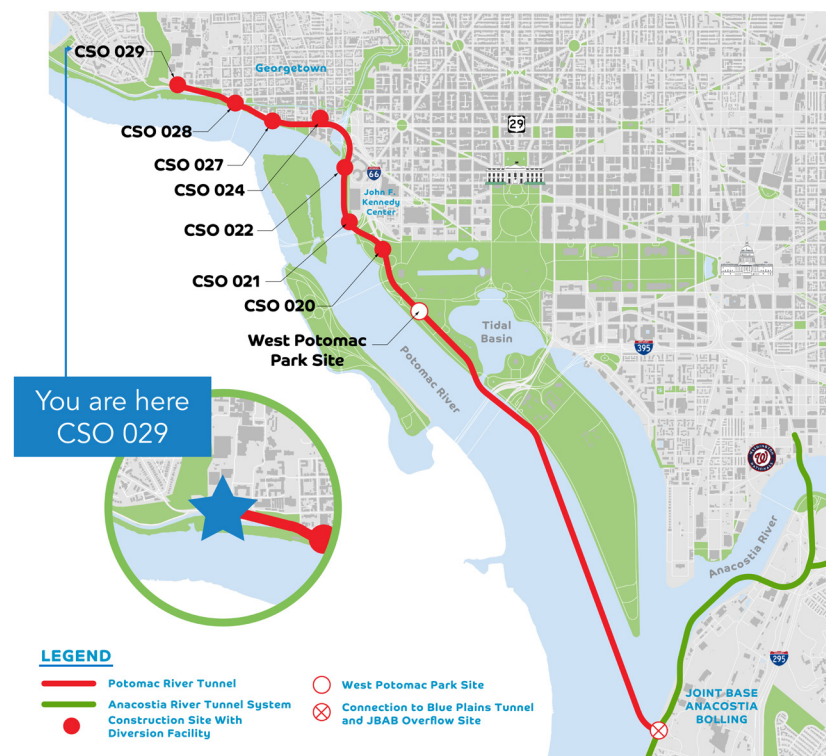 CSO 029
Georgetown
CSO 028
29
CSO 027
CSO 024
66
John F.
Kennedy
Center
CSO 022
CSO 021
CSO 020
West Potomac
Park Site
Tidal
Basin
395
Potomac River
You are here
CSO 029
WASHINGTON
NATIONALS
W
Anacostia River
295
JOINT BASE
ANACOSTIA
BOLLING
LEGEND
Potomac River Tunnel
Anacostia River Tunnel System
Construction Site With
Diversion Facility
West Potomac Park Site
Connection to Blue Plains Tunnel
and JBAB Overflow Site